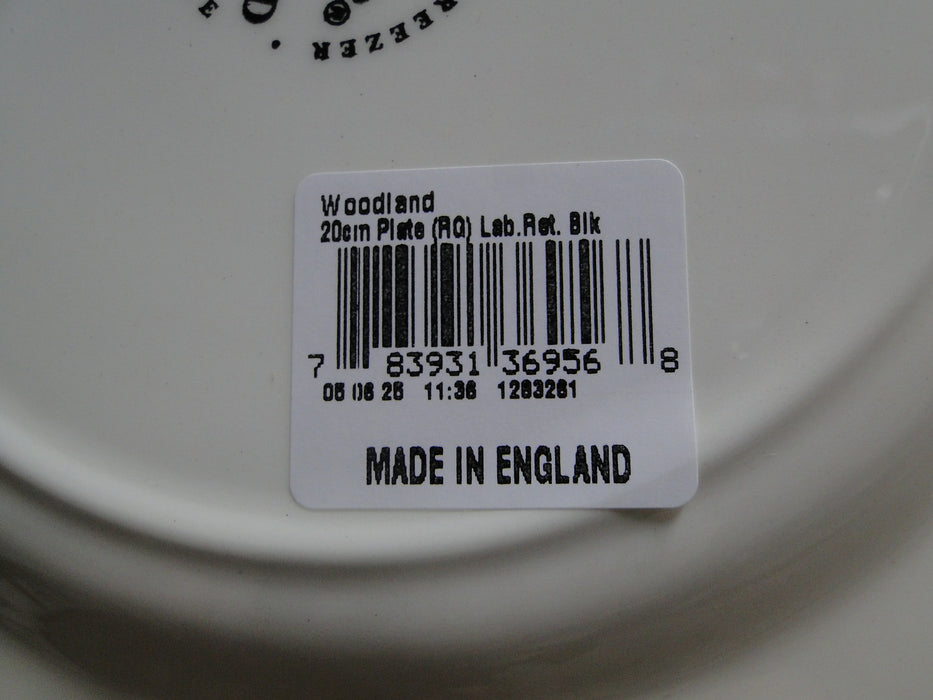 FREEZER •
Woodland
20cm Plate (RQ) Lab.Ret. Blk
7 83931 36956 8
05 06 25 11:36 1283281
MADE IN ENGLAND